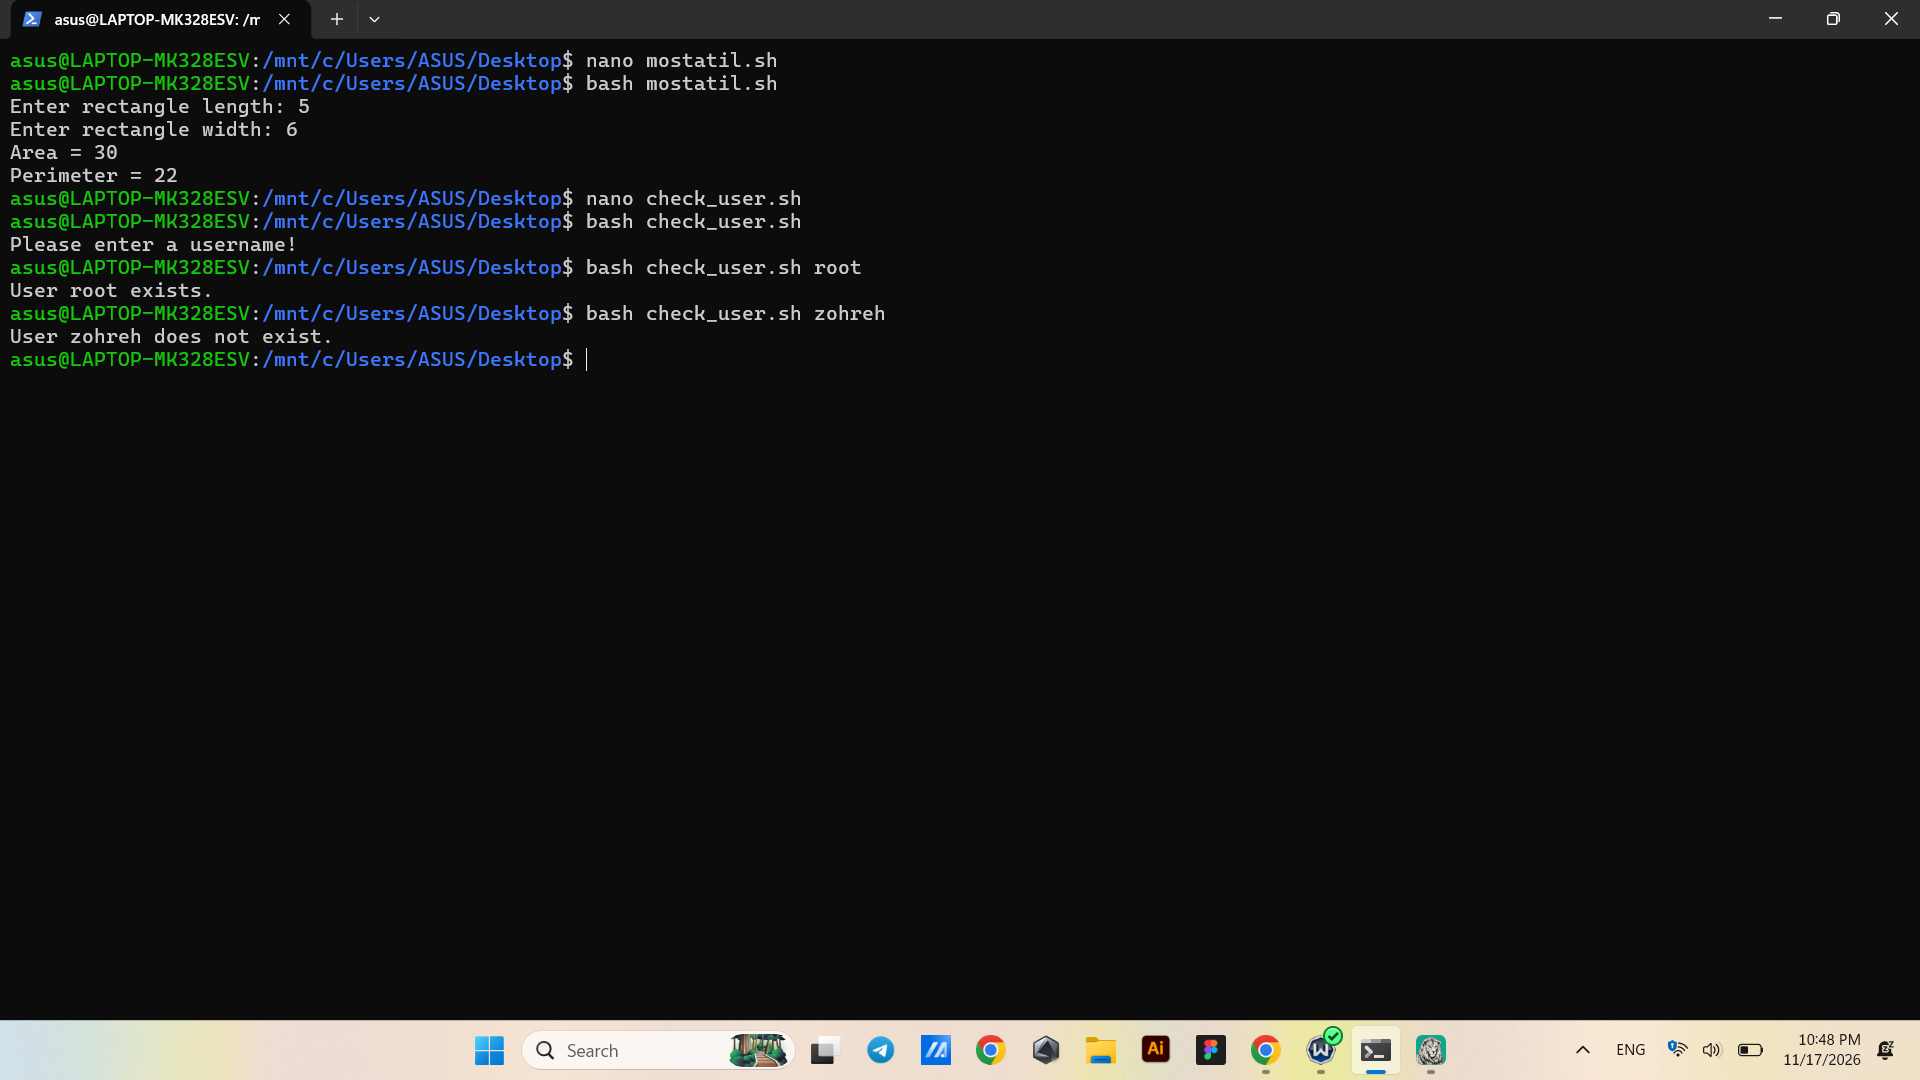 asus@LAPTOP-MK328ESV: /m
asus@LAPTOP-MK328ESV:/mnt/c/Users/ASUS/Desktop$ nano mostatil.sh
asus@LAPTOP-MK328ESV:/mnt/c/Users/ASUS/Desktop$ bash mostatil.sh
Enter rectangle length: 5
Enter rectangle width: 6
Area = 30
Perimeter = 22
asus@LAPTOP-MK328ESV:/mnt/c/Users/ASUS/Desktop$ nano check_user.sh
asus@LAPTOP-MK328ESV:/mnt/c/Users/ASUS/Desktop$ bash check_user.sh
Please enter a username!
asus@LAPTOP-MK328ESV:/mnt/c/Users/ASUS/Desktop$ bash check_user.sh root
User root exists.
asus@LAPTOP-MK328ESV:/mnt/c/Users/ASUS/Desktop$ bash check_user.sh zohreh
User zohreh does not exist.
asus@LAPTOP-MK328ESV:/mnt/c/Users/ASUS/Desktop$
Search
Ai
W
ENG
10:48 PM
11/17/2026